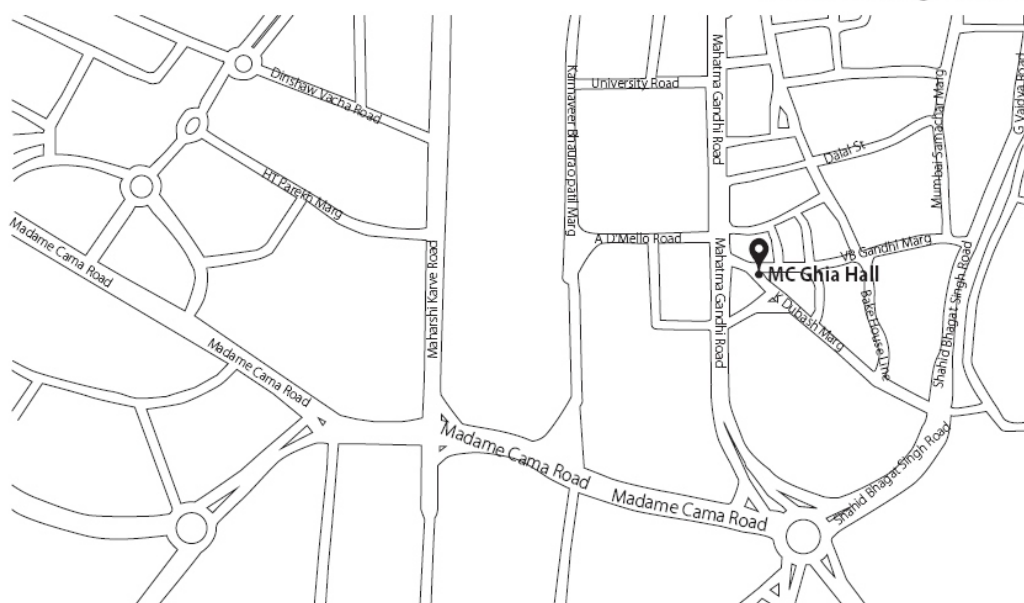 Dinshaw Vacha Road
HT Parekh Marg
Madame Cama Road
Madame Cama Road
Maharshi Karve Road
Madame Cama Road
Madame Cama Road
Karmaveer Bhaurao patil Marg
University Road
A D'Mello Road
Mahatma Gandhi Road
Mahatma Gandhi Road
Dalal St
Mumbai Samachar Marg
G Vaidya Road
VB Gandhi Marg
MC Ghia Hall
K Dubash Marg
Bake House Line
Shahid Bhagat Singh Road
Shahid Bhagat Singh Road